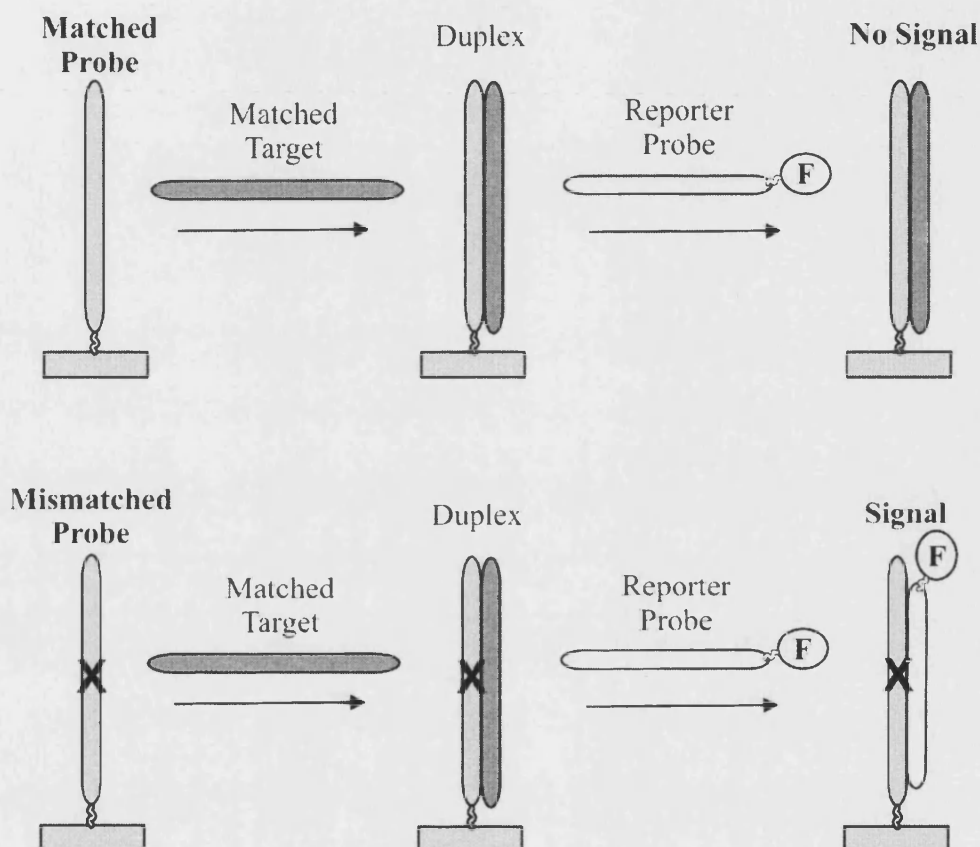 Matched
Probe
Duplex
No Signal
Matched
Target
Reporter
Probe
F
Mismatched
Probe
Duplex
Signal
F
Matched
Target
Reporter
Probe
F
X
X
X